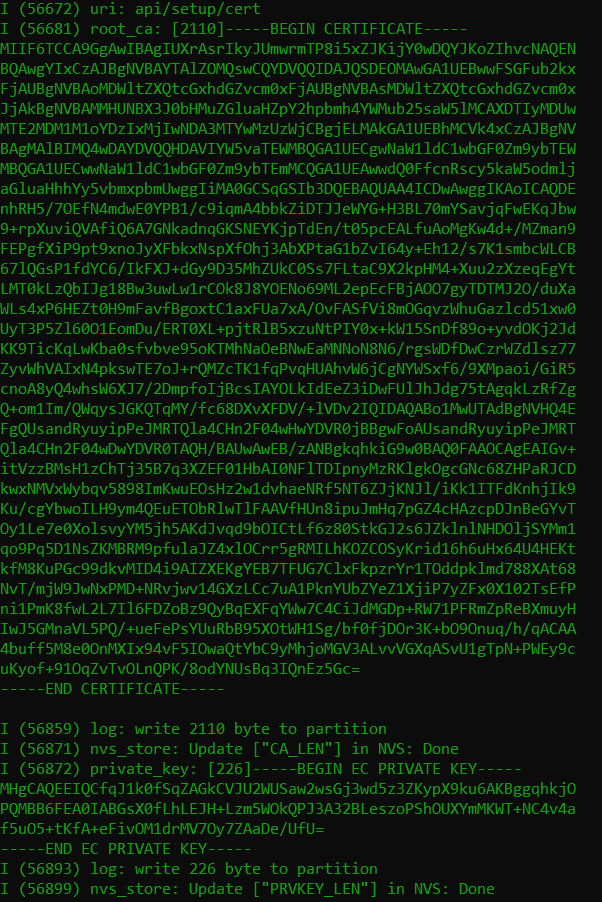 I (56672) uri: api/setup/cert
I (56681) root_ca: [2110]-----BEGIN CERTIFICATE-----
MIIF6TCCA9GgAwIBAgIUXrAsrIkyJUmwrmTP8i5xZJKijY0wDQYJKoZIhvcNAQEN
BQAwgYIxCzAJBgNVBAYTAlZOMQswCQYDVQQIDAJQSDEOMAwGA1UEBwwFSGFub2kx
FjAUBgNVBAoMDWltZXQtcGxhdGZvcm0xFjAUBgNVBAsMDWltZXQtcGxhdGZvcm0x
JjAkBgNVBAMMHUNBX3J0bHMuZGluaHZpY2hpbmh4YWMub25saW5lMCAXDTIyMDUw
MTE2MDM1M1oYDzIxMjIwNDA3MTYwMzUzWjCBgjELMAkGA1UEBhMCVk4xCzAJBgNV
BAgMAlBIMQ4wDAYDVQQHDAVIYW5vaTEWMBQGA1UECgwNaW1ldC1wbGF0Zm9ybTEW
MBQGA1UECwwNaW1ldC1wbGF0Zm9ybTEmMCQGA1UEAwwdQ0FfcnRscy5kaW5odmlj
aGluaHhhYy5vbmxpbmUwggIiMA0GCSqGSIb3DQEBAQUAA4ICDwAwggIKAoICAQDE
nhRH5/7OEfN4mdwE0YPB1/c9iqmA4bbkZiDTJJeWYG+H3BL70mYSavjqFwEKqJbw
9+rpXuviQVAfiQ6A7GNkadnqGKSNEYKjpTdEn/t05pcEALfuAoMgKw4d+/MZman9
FEPgfXiP9pt9xnoJyXFbkxNspXfOhj3AbXPtaG1bZvI64y+Eh12/s7K1smbcWLCB
67lQGsP1fdYC6/IkFXJ+dGy9D35MhZUkC0Ss7FLtaC9X2kpHM4+Xuu2zXzeqEgYt
LMT0kLzQbIJg18Bw3uwLw1rCOk8J8YOENo69ML2epEcFBjAOO7gyTDTMJ2O/duXa
WLs4xP6HEZt0H9mFavfBgoxtC1axFUa7xA/OvFASfVi8mOGqvzWhuGazlcd51xw0
UyT3P5Zl60O1EomDu/ERT0XL+pjtRlB5xzuNtPIY0x+kW15SnDf89o+yvdOKj2Jd
KK9TicKqLwKba0sfvbve95oKTMhNaOeBNwEaMNNoN8N6/rgsWDfDwCzrWZdlsz77
ZyvWhVAIxN4pkswTE7oJ+rQMZcTK1fqPvqHUAhvW6jCgNYWSxf6/9XMpaoi/GiR5
cnoA8yQ4whsW6XJ7/2DmpfoIjBcsIAYOLkIdEeZ3iDwFUlJhJdg75tAgqkLzRfZg
Q+om1Im/QWqysJGKQTqMY/fc68DXvXFDV/+lVDv2IQIDAQABo1MwUTAdBgNVHQ4E
FgQUsandRyuyipPeJMRTQla4CHn2F04wHwYDVR0jBBgwFoAUsandRyuyipPeJMRT
Qla4CHn2F04wDwYDVR0TAQH/BAUwAwEB/zANBgkqhkiG9w0BAQ0FAAOCAgEAIGv+
itVzzBMsH1zChTj35B7q3XZEF01HbAI0NFlTDIpnyMzRKlgkOgcGNc68ZHPaRJCD
kwxNMVxWybqv5898ImKwuEOsHz2w1dvhaeNRf5NT6ZJjKNJl/iKk1ITFdKnhjIk9
Ku/cgYbwoILH9ym4QEuETObRlwTlFAAVfHUn8ipuJmHq7pGZ4cHAzcpDJnBeGYvT
Oy1Le7e0XolsvyYM5jh5AKdJvqd9bOICtLf6z80StkGJ2s6JZklnlNHDOljSYMm1
qo9Pq5D1NsZKMBRM9pfulaJZ4xlOCrr5gRMILhKOZCOSyKrid16h6uHx64U4HEKt
kfM8KuPGc99dkvMID4i9AIZXEKgYEB7TFUG7ClxFkpzrYr1TOddpklmd788XAt68
NvT/mjW9JwNxPMD+NRvjwv14GXzLCc7uA1PknYUbZYeZ1XjiP7yZFx0X102TsEfP
ni1PmK8fwL2L7Il6FDZoBz9QyBqEXFqYWw7C4CiJdMGDp+RW71PFRmZpReBXmuyH
IwJ5GMnaVL5PQ/+ueFePsYUuRbB95XOtWH1Sg/bf0fjDOr3K+bO9Onuq/h/qACAA
4buff5M8e0OnMXIx94vF5IOwaQtYbC9yMhjoMGV3ALvvVGXqASvU1gTpN+PWEy9c
uKyof+91OqZvTvOLnQPK/8odYNUsBq3IQnEz5Gc=
-----END CERTIFICATE-----
I (56859) log: write 2110 byte to partition
I (56871) nvs_store: Update ["CA_LEN"] in NVS: Done
I (56872) private_key: [226]-----BEGIN EC PRIVATE KEY-----
MHgCAQEEIQCfqJ1k0fSqZAGkCVJU2WUSaw2wsGj3wd5z3ZKypX9ku6AKBggqhkjO
PQMBB6FEA0IABGsX0fLhLEJH+Lzm5WOkQPJ3A32BLeszoPShOUXYmMKWT+NC4v4a
f5uO5+tKfA+eFivOM1drMV7Oy7ZAaDe/UfU=
-----END EC PRIVATE KEY-----
I (56893) log: write 226 byte to partition
I (56899) nvs_store: Update ["PRVKEY_LEN"] in NVS: Done